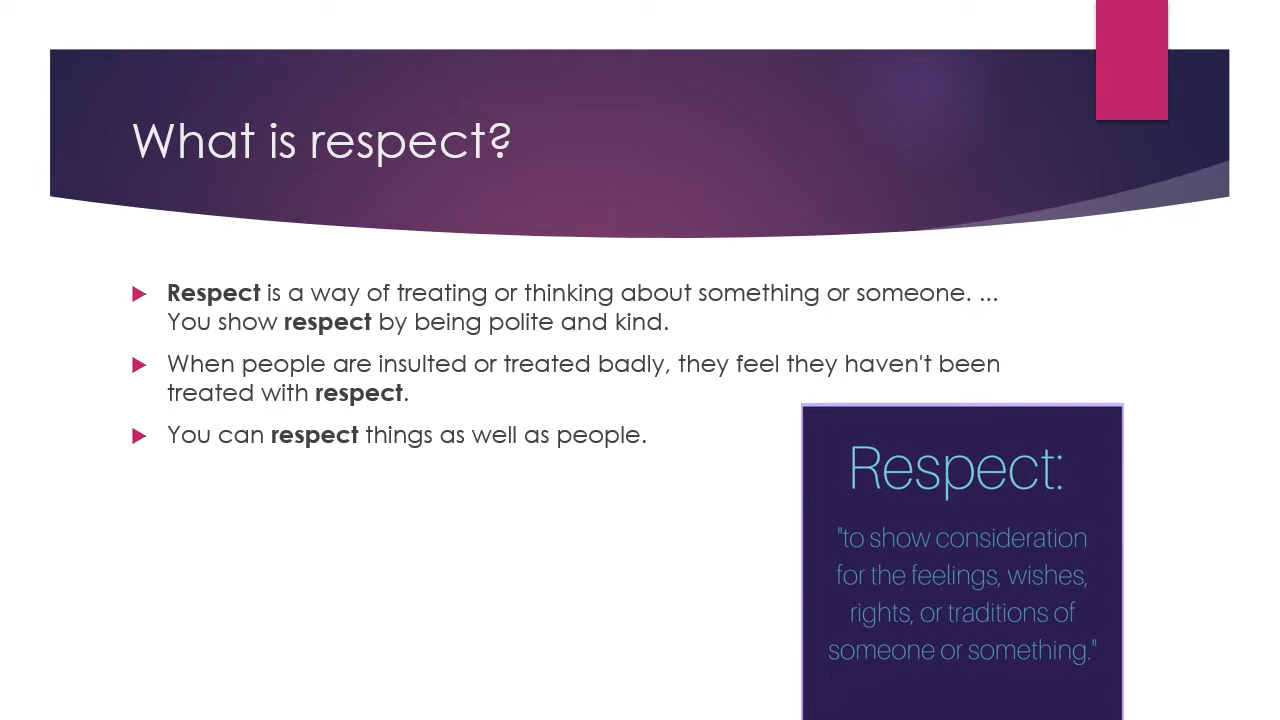 What is respect?
Respect is a way of treating or thinking about something or someone. ...
You show respect by being polite and kind.
When people are insulted or treated badly, they feel they haven't been
treated with respect.
You can respect things as well as people.
Respect:
"to show consideration
for the feelings, wishes,
rights, or traditions of
someone or something."